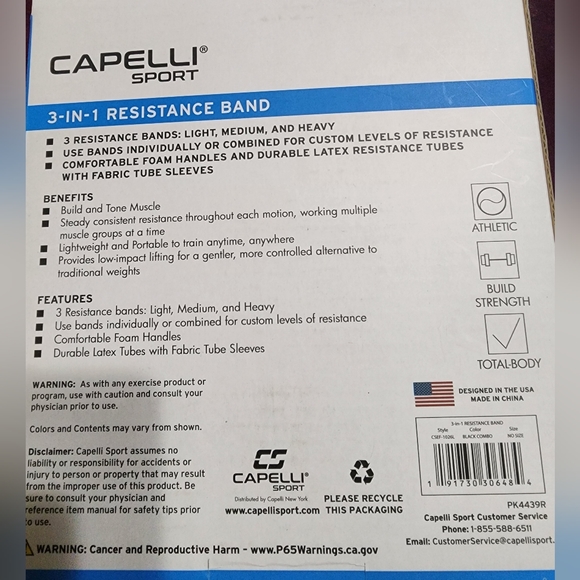 CAPELLI®
SPORT
3-IN-1 RESISTANCE BAND
■ 3 RESISTANCE BANDS: LIGHT, MEDIUM, AND HEAVY
■ USE BANDS INDIVIDUALLY OR COMBINED FOR CUSTOM LEVELS OF RESISTANCE
■ COMFORTABLE FOAM HANDLES AND DURABLE LATEX RESISTANCE TUBES
WITH FABRIC TUBE SLEEVES
BENEFITS
■ Build and Tone Muscle
■ Steady consistent resistance throughout each motion, working multiple
muscle groups at a time
■ Lightweight and Portable to train anytime, anywhere
■ Provides low-impact lifting for a gentler, more controlled alternative to
traditional weights
FEATURES
■ 3 Resistance bands: Light, Medium, and Heavy
■ Use bands individually or combined for custom levels of resistance
■ Comfortable Foam Handles
■ Durable Latex Tubes with Fabric Tube Sleeves
ATHLETIC
BUILD
STRENGTH
TOTAL-BODY
WARNING: As with any exercise product or
program, use with caution and consult your
physician prior to use.
Colors and Contents may vary from shown.
Disclaimer: Capelli Sport assumes no
liability or responsibility for accidents or
injury to person or property that may result
from the improper use of this product. Be
sure to consult your physician and
reference item manual for safety tips prior
to use.
CAPELLI®
SPORT
Distributed by Capelli New York
www.capellisport.com
PLEASE RECYCLE
THIS PACKAGING
DESIGNED IN THE USA
MADE IN CHINA
3-in-1 RESISTANCE BAND
Style Color Size
CSEF-1028L BLACK COMBO NO SIZE
1 91730 30648 4
PK4439R
Capelli Sport Customer Service
Phone: 1-855-588-6511
Email: CustomerService@capellisport.
⚠ WARNING: Cancer and Reproductive Harm - www.P65Warnings.ca.gov